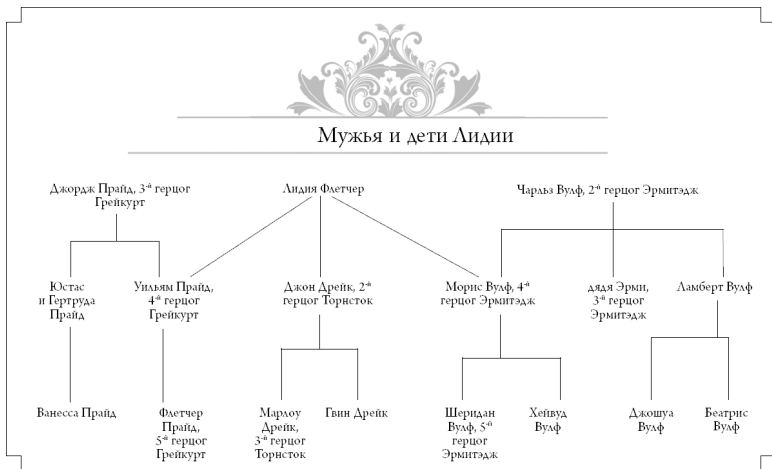 Мужья и дети Лидии
Джордж Прайд, 3-й герцог
Грейкурт
Лидия Флетчер
Чарльз Вулф, 2-й герцог Эрмитэдж
Юстас
и Гертруда
Прайд
Уильям Прайд,
4-й герцог
Грейкурт
Джон Дрейк, 2-й
герцог Торнсток
Морис Вулф, 4-й
герцог Эрмитэдж
дядя Эрми,
3-й герцог
Эрмитэдж
Ламберт Вулф
Ванесса Прайд
Флетчер
Прайд,
5-й герцог
Грейкурт
Марлоу
Дрейк,
3-й герцог
Торнсток
Гвин Дрейк
Шеридан
Вулф, 5-й
герцог
Эрмитэдж
Хейвуд
Вулф
Джошуа
Вулф
Беатрис
Вулф